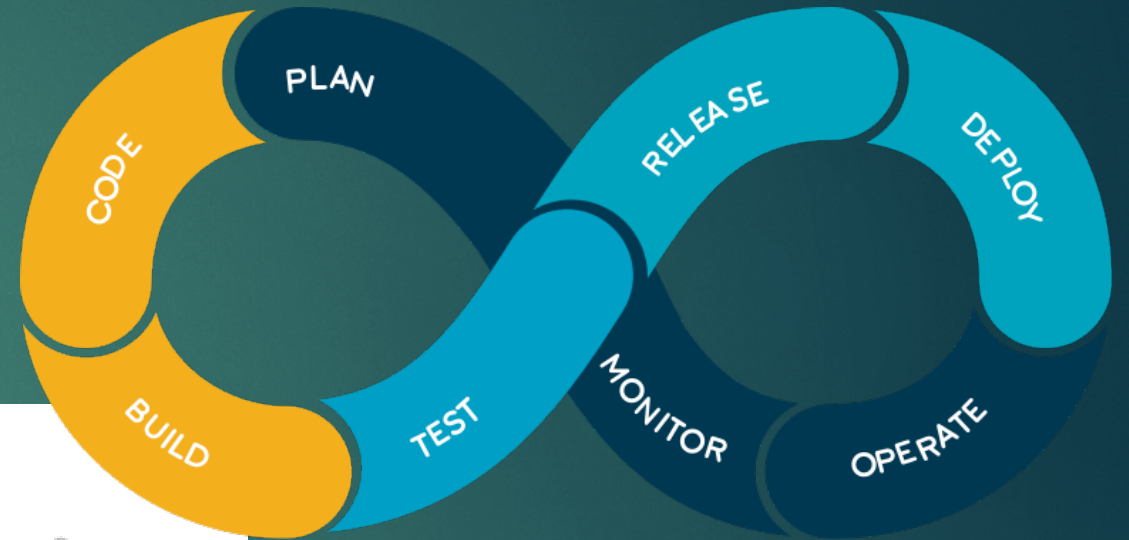 PLAN
CODE
BUILD
TEST
RELEASE
DEPLOY
OPERATE
MONITOR